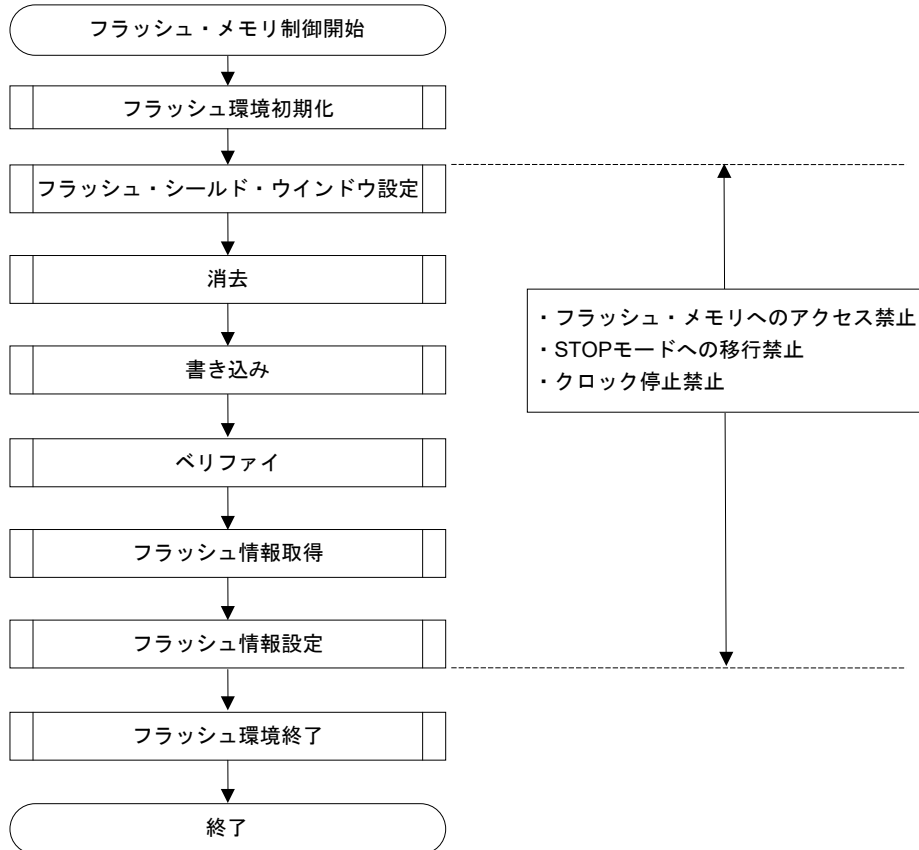 フラッシュ・メモリ制御開始
フラッシュ環境初期化
フラッシュ・シールド・ウインドウ設定
消去
書き込み
ベリファイ
フラッシュ情報取得
フラッシュ情報設定
フラッシュ環境終了
終了
・フラッシュ・メモリへのアクセス禁止
・STOPモードへの移行禁止
・クロック停止禁止